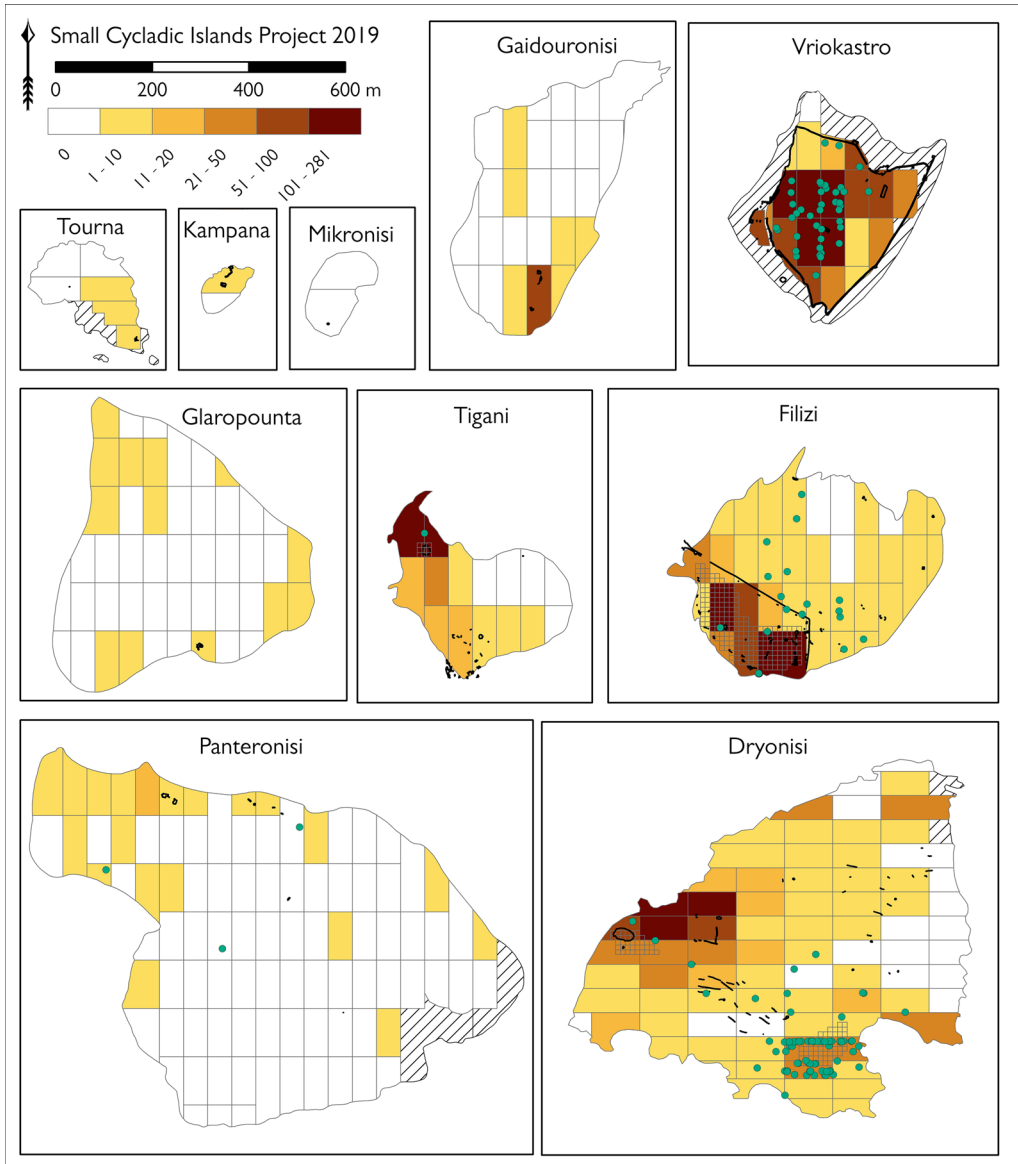 Small Cycladic Islands Project 2019
0 200 400 600 m
0 1 - 10 11 - 20 21 - 50 51 - 100 101 - 281
Gaidouronisi
Vriokastro
Tourna
Kampana
Mikronisi
Glaropounta
Tigani
Filizi
Panteronisi
Dryonisi